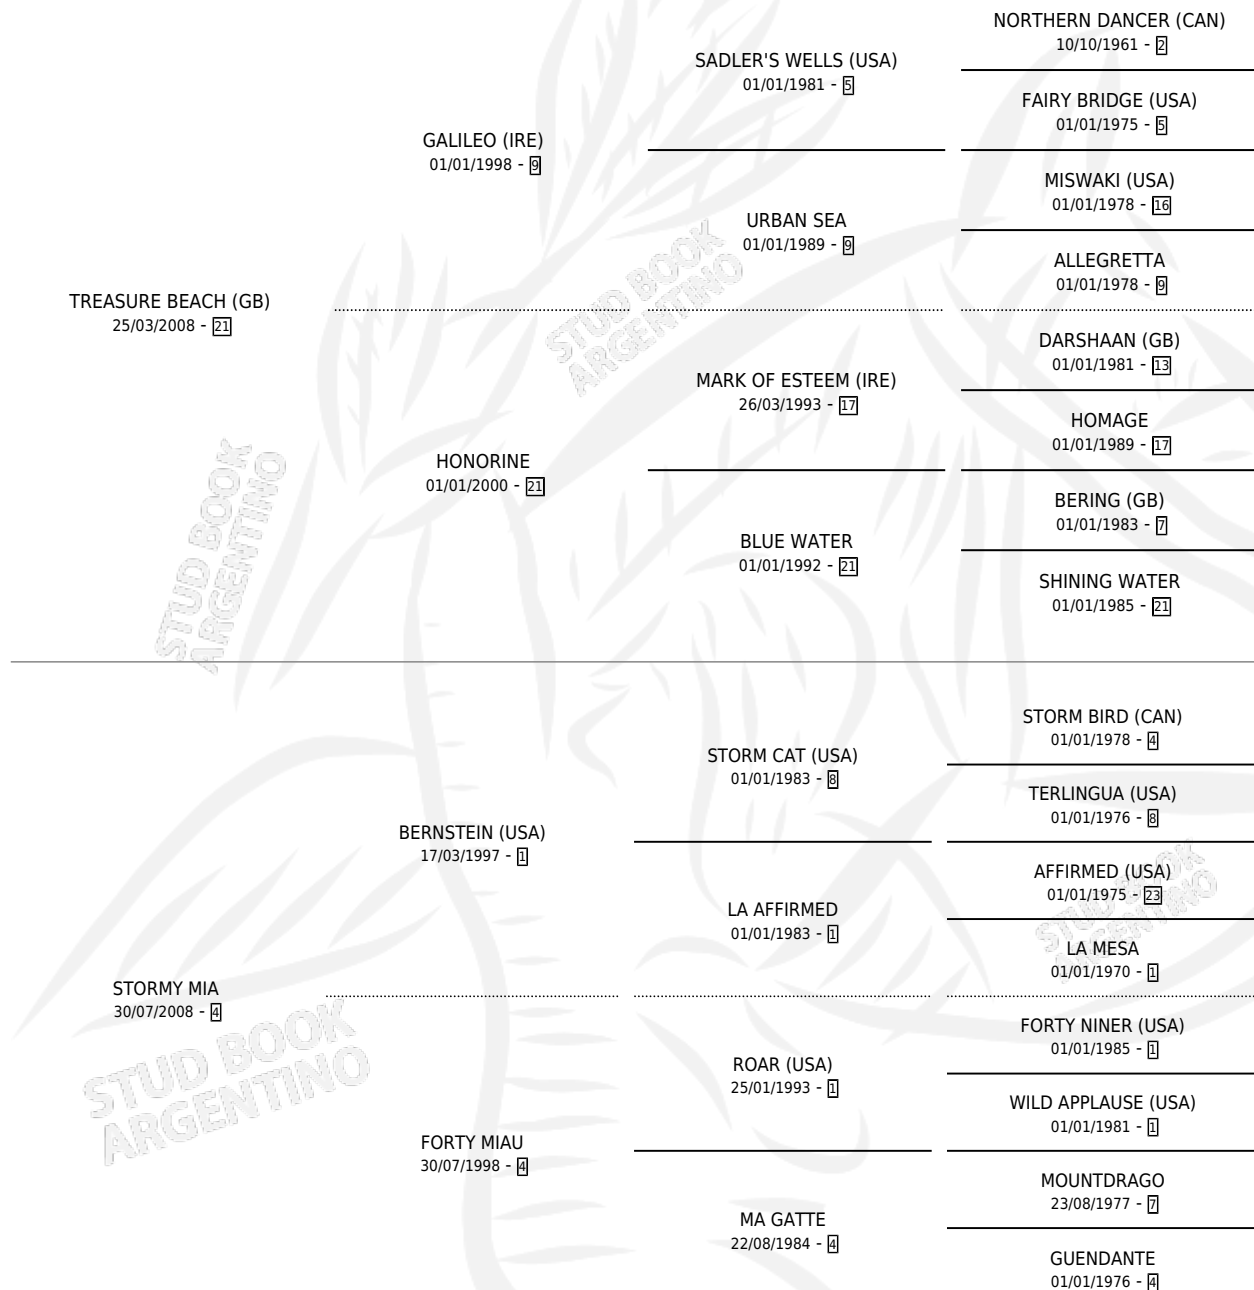 NORTHERN DANCER (CAN)
10/10/1961 - 2
SADLER'S WELLS (USA)
01/01/1981 - 5
FAIRY BRIDGE (USA)
01/01/1975 - 5
GALILEO (IRE)
01/01/1998 - 9
MISWAKI (USA)
01/01/1978 - 16
URBAN SEA
01/01/1989 - 9
ALLEGRETTA
01/01/1978 - 9
TREASURE BEACH (GB)
25/03/2008 - 21
DARSHAAN (GB)
01/01/1981 - 13
MARK OF ESTEEM (IRE)
26/03/1993 - 17
HOMAGE
01/01/1989 - 17
HONORINE
01/01/2000 - 21
BERING (GB)
01/01/1983 - 7
BLUE WATER
01/01/1992 - 21
SHINING WATER
01/01/1985 - 21
STORM BIRD (CAN)
01/01/1978 - 4
STORM CAT (USA)
01/01/1983 - 8
TERLINGUA (USA)
01/01/1976 - 8
BERNSTEIN (USA)
17/03/1997 - 1
AFFIRMED (USA)
01/01/1975 - 23
LA AFFIRMED
01/01/1983 - 1
LA MESA
01/01/1970 - 1
STORMY MIA
30/07/2008 - 4
FORTY NINER (USA)
01/01/1985 - 1
ROAR (USA)
25/01/1993 - 1
WILD APPLAUSE (USA)
01/01/1981 - 1
FORTY MIAU
30/07/1998 - 4
MOUNTDRAGO
23/08/1977 - 7
MA GATTE
22/08/1984 - 4
GUENDANTE
01/01/1976 - 4
STUD BOOK
ARGENTINO
STUD BOOK
ARGENTINO
STUD BOOK
ARGENTINO
STUD BOOK
ARGENTINO